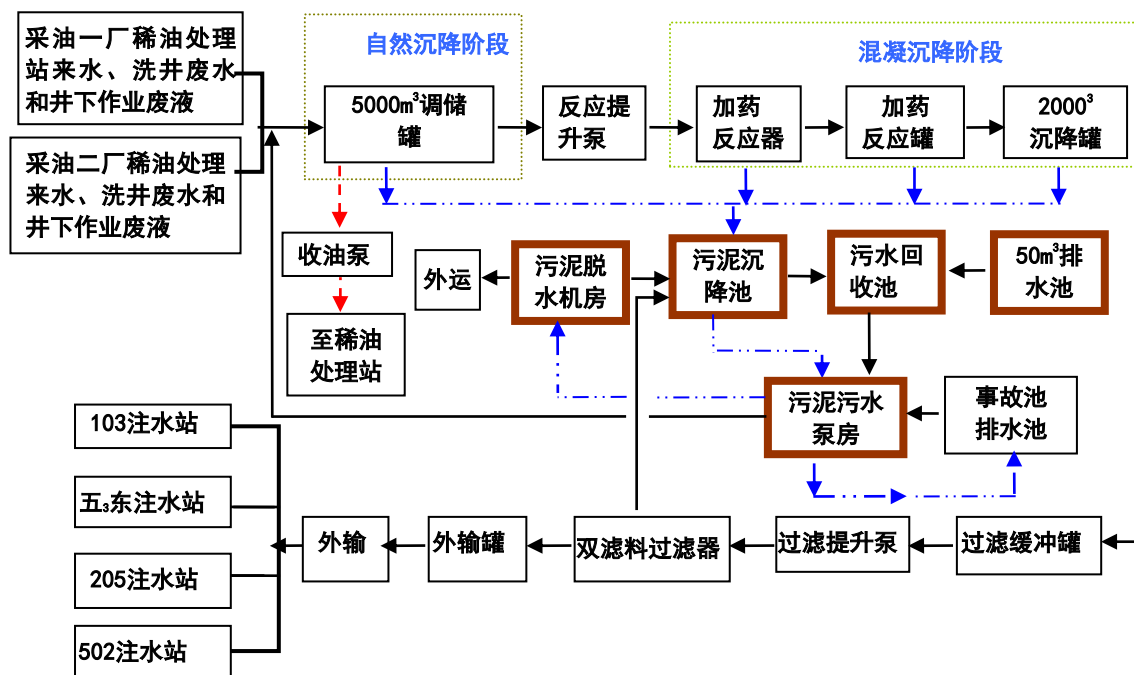 采油一厂稀油处理
站来水、洗井废水
和井下作业废液
自然沉降阶段
混凝沉降阶段
5000m³调储
罐
反应提
升泵
加药
反应器
加药
反应罐
2000³
沉降罐
采油二厂稀油处理
来水、洗井废水和
井下作业废液
收油泵
外运
污泥脱
水机房
污泥沉
降池
污水回
收池
50m³排
水池
至稀油
处理站
污泥污水
泵房
事故池
排水池
103注水站
五₃东注水站
205注水站
502注水站
外输
外输罐
双滤料过滤器
过滤提升泵
过滤缓冲罐